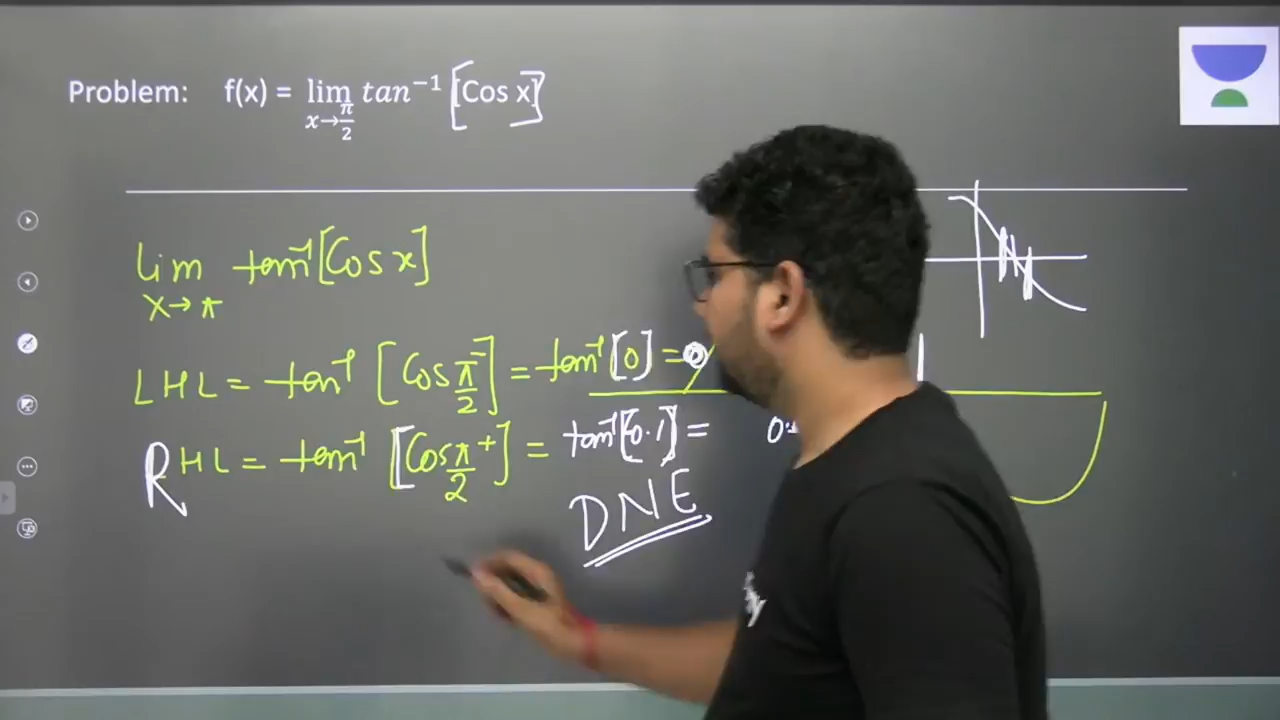 Problem: f(x) = lim x→π/2 tan⁻¹ [Cos x]
lim x→π tan⁻¹[Cos x]
LHL = tan⁻¹ [Cos π/2⁻] = tan⁻¹[0] = 0
RHL = tan⁻¹ [Cos π/2⁺] = tan⁻¹[0.1] =
DNE